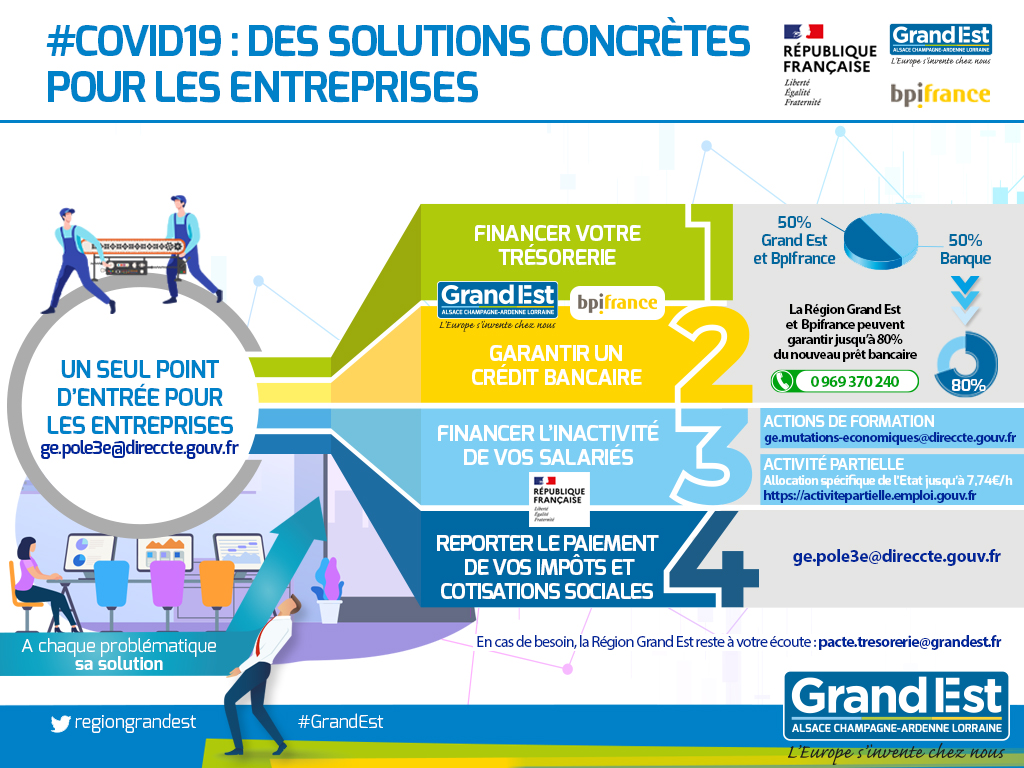 #COVID19 : DES SOLUTIONS CONCRÈTES
POUR LES ENTREPRISES
RÉPUBLIQUE
FRANÇAISE
Liberté
Égalité
Fraternité
Grand Est
ALSACE CHAMPAGNE-ARDENNE LORRAINE
L'Europe s'invente chez nous
bpifrance
UN SEUL POINT
D'ENTRÉE POUR
LES ENTREPRISES
ge.pole3e@direccte.gouv.fr
FINANCER VOTRE
TRÉSORERIE
1
50%
Grand Est
et BpIfrance
50%
Banque
Grand Est
ALSACE CHAMPAGNE-ARDENNE LORRAINE
L'Europe s'invente chez nous
bpifrance
GARANTIR UN
CRÉDIT BANCAIRE
2
La Région Grand Est
et Bpifrance peuvent
garantir jusqu'à 80%
du nouveau prêt bancaire
0 969 370 240
80%
FINANCER L'INACTIVITÉ
DE VOS SALARIÉS
3
ACTIONS DE FORMATION
ge.mutations-economiques@direccte.gouv.fr
ACTIVITÉ PARTIELLE
Allocation spécifique de l'Etat jusqu'à 7,74€/h
https://activitepartielle.emploi.gouv.fr
RÉPUBLIQUE
FRANÇAISE
Liberté
Égalité
Fraternité
REPORTER LE PAIEMENT
DE VOS IMPÔTS ET
COTISATIONS SOCIALES
4
ge.pole3e@direccte.gouv.fr
A chaque problématique
sa solution
En cas de besoin, la Région Grand Est reste à votre écoute : pacte.tresorerie@grandest.fr
regiongrandest
#GrandEst
Grand Est
ALSACE CHAMPAGNE-ARDENNE LORRAINE
L'Europe s'invente chez nous